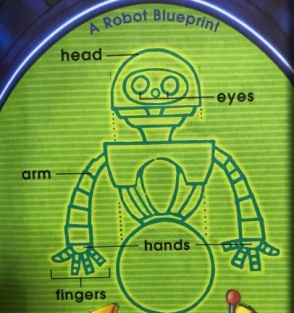 A Robot Blueprint
head
eyes
arm
hands
fingers